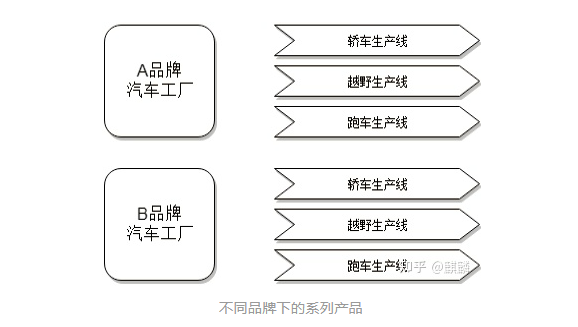 A品牌
汽车工厂
轿车生产线
越野生产线
跑车生产线
B品牌
汽车工厂
轿车生产线
越野生产线
跑车生产线
知乎 @麒麟
不同品牌下的系列产品